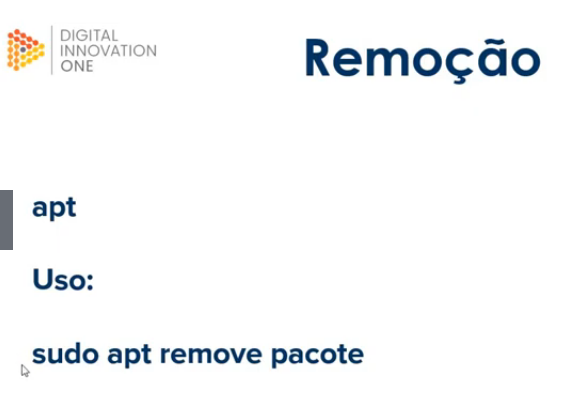 DIGITAL
INNOVATION
ONE
Remoção
apt
Uso:
sudo apt remove pacote